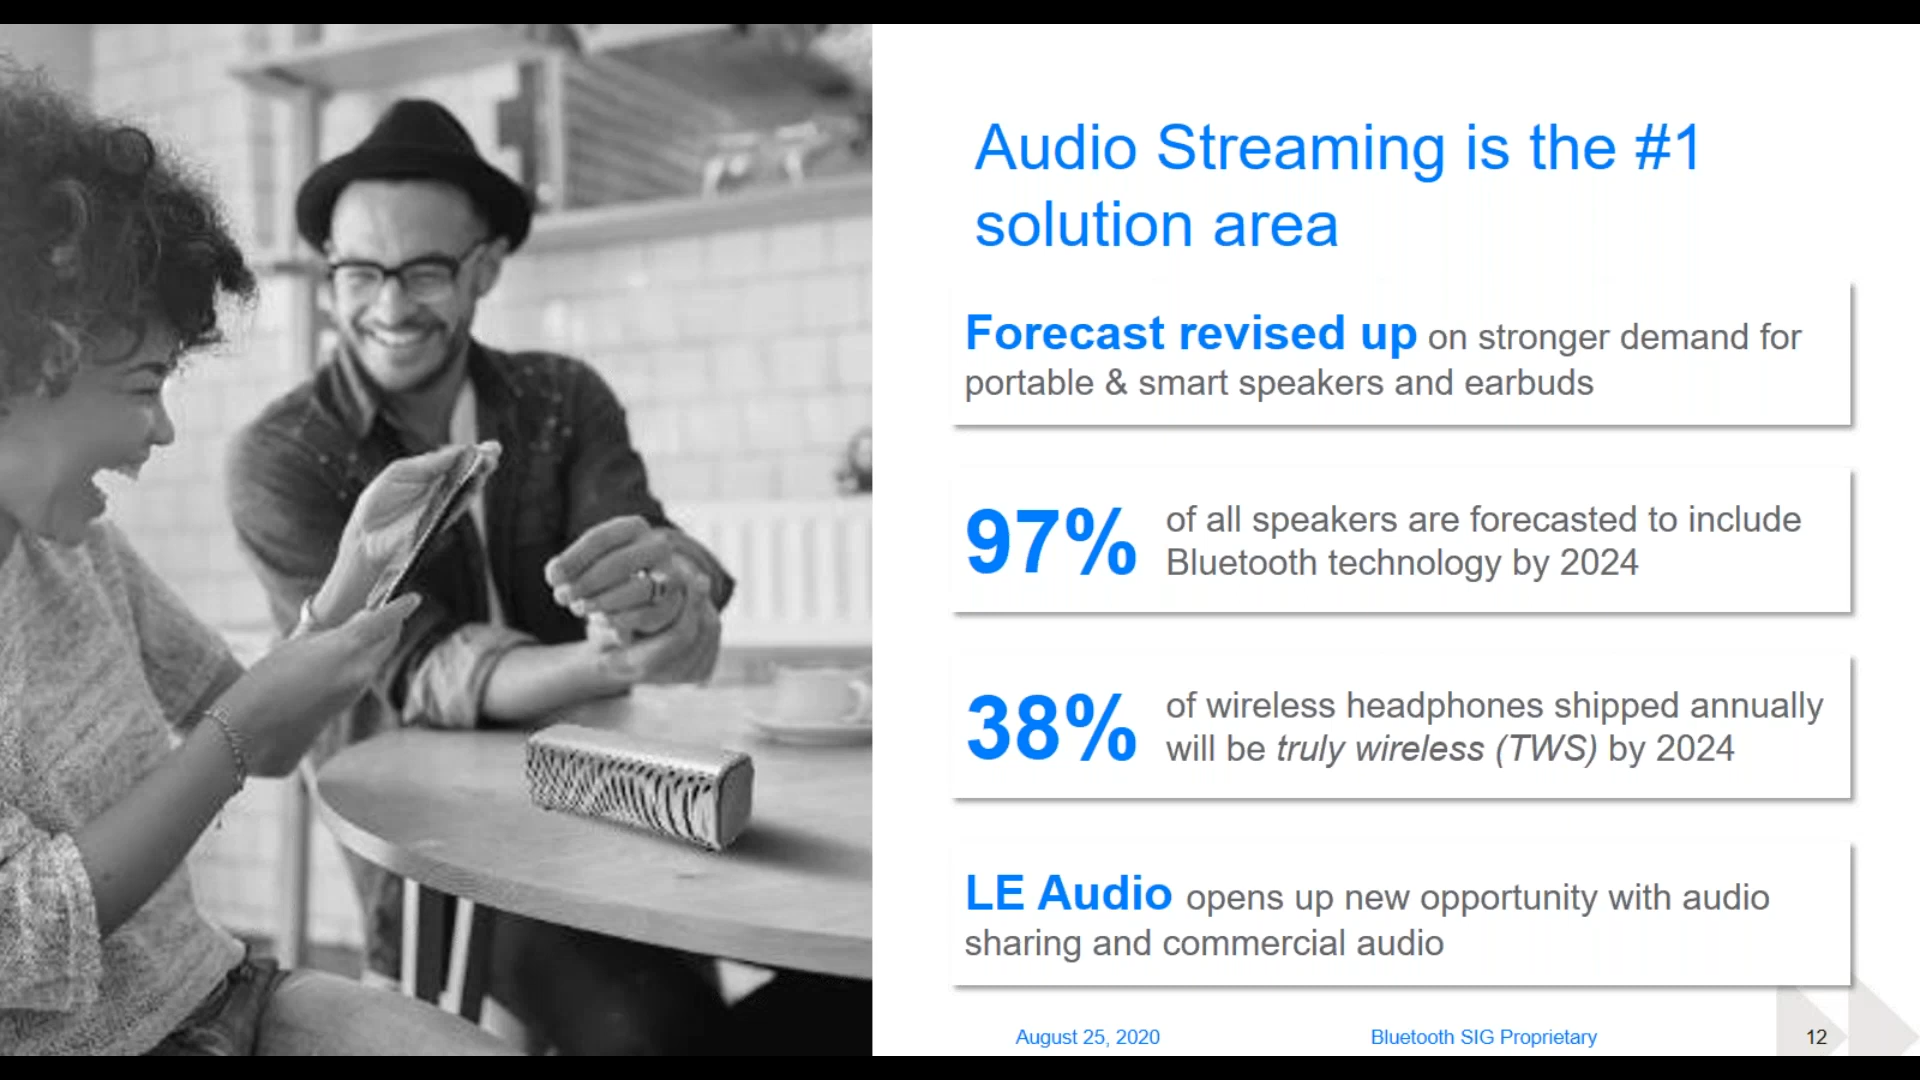 Audio Streaming is the #1
solution area
Forecast revised up on stronger demand for
portable & smart speakers and earbuds
97% of all speakers are forecasted to include
Bluetooth technology by 2024
38% of wireless headphones shipped annually
will be truly wireless (TWS) by 2024
LE Audio opens up new opportunity with audio
sharing and commercial audio
August 25, 2020 Bluetooth SIG Proprietary 12